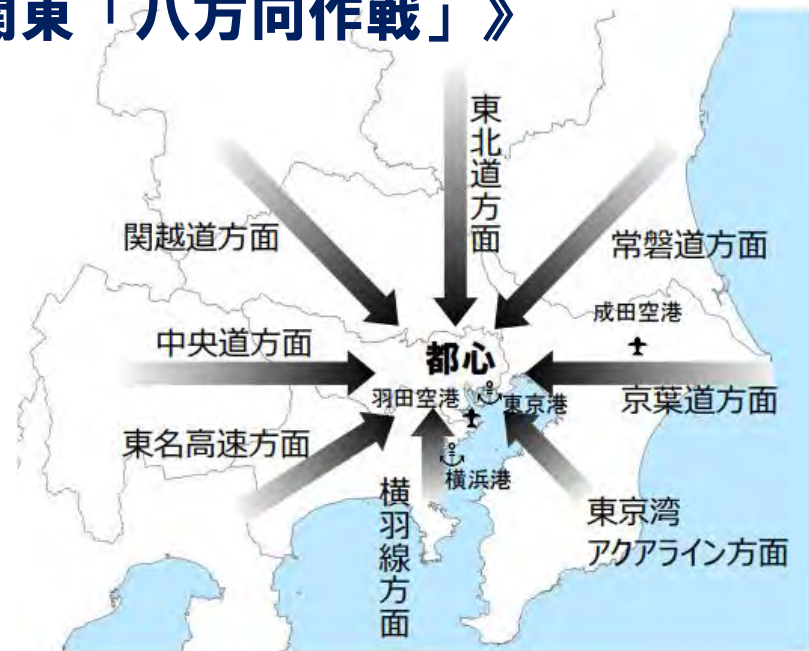 関東「八方向作戦」》
東北道方面
関越道方面
常磐道方面
成田空港
中央道方面
都心
羽田空港
東京港
京葉道方面
東名高速方面
横浜港
横羽線方面
東京湾
アクアライン方面